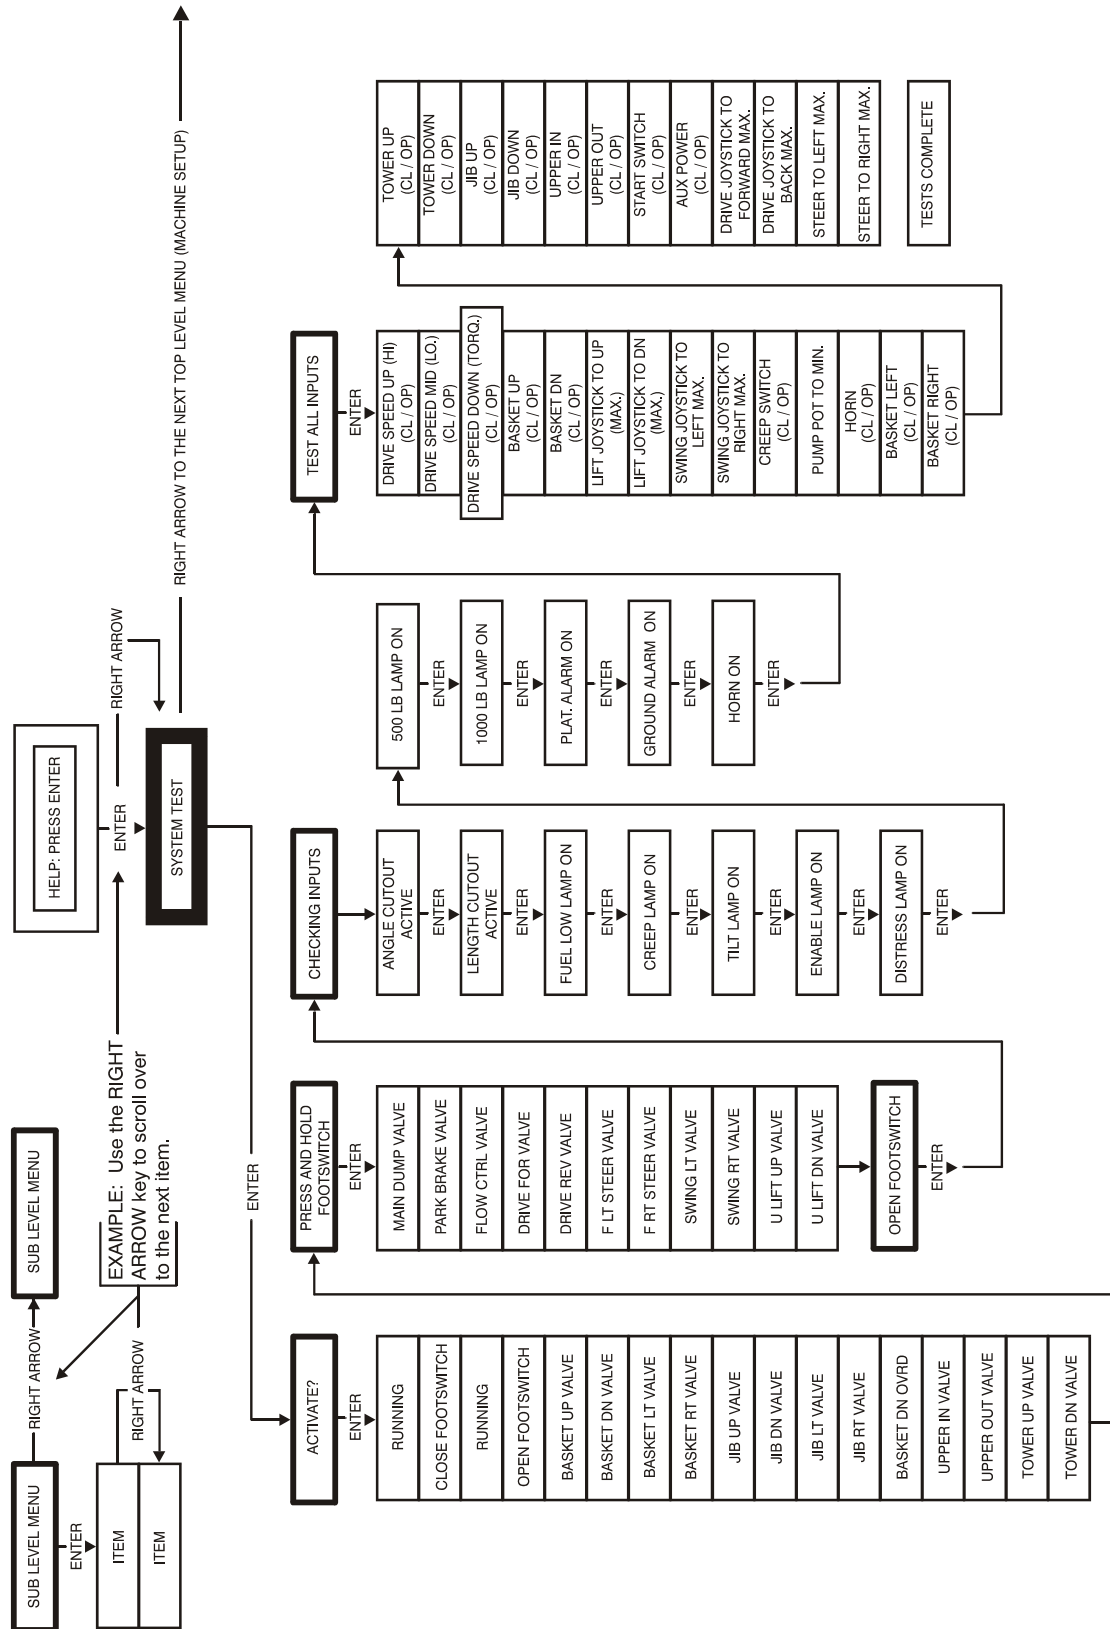 SUB LEVEL MENU
RIGHT ARROW
SUB LEVEL MENU
ENTER
ITEM
ITEM
RIGHT ARROW
EXAMPLE: Use the RIGHT
ARROW key to scroll over
to the next item.
HELP: PRESS ENTER
ENTER
RIGHT ARROW
SYSTEM TEST
RIGHT ARROW TO THE NEXT TOP LEVEL MENU (MACHINE SETUP)
ENTER
ACTIVATE?
ENTER
RUNNING
CLOSE FOOTSWITCH
RUNNING
OPEN FOOTSWITCH
BASKET UP VALVE
BASKET DN VALVE
BASKET LT VALVE
BASKET RT VALVE
JIB UP VALVE
JIB DN VALVE
JIB LT VALVE
JIB RT VALVE
BASKET DN OVRD
UPPER IN VALVE
UPPER OUT VALVE
TOWER UP VALVE
TOWER DN VALVE
PRESS AND HOLD
FOOTSWITCH
ENTER
MAIN DUMP VALVE
PARK BRAKE VALVE
FLOW CTRL VALVE
DRIVE FOR VALVE
DRIVE REV VALVE
F LT STEER VALVE
F RT STEER VALVE
SWING LT VALVE
SWING RT VALVE
U LIFT UP VALVE
U LIFT DN VALVE
OPEN FOOTSWITCH
ENTER
CHECKING INPUTS
ANGLE CUTOUT
ACTIVE
ENTER
LENGTH CUTOUT
ACTIVE
ENTER
FUEL LOW LAMP ON
ENTER
CREEP LAMP ON
ENTER
TILT LAMP ON
ENTER
ENABLE LAMP ON
ENTER
DISTRESS LAMP ON
ENTER
500 LB LAMP ON
ENTER
1000 LB LAMP ON
ENTER
PLAT. ALARM ON
ENTER
GROUND ALARM ON
ENTER
HORN ON
ENTER
TEST ALL INPUTS
ENTER
DRIVE SPEED UP (HI)
(CL / OP)
DRIVE SPEED MID (LO.)
(CL / OP)
DRIVE SPEED DOWN (TORQ.)
(CL / OP)
BASKET UP
(CL / OP)
BASKET DN
(CL / OP)
LIFT JOYSTICK TO UP
(MAX.)
LIFT JOYSTICK TO DN
(MAX.)
SWING JOYSTICK TO
LEFT MAX.
SWING JOYSTICK TO
RIGHT MAX.
CREEP SWITCH
(CL / OP)
PUMP POT TO MIN.
HORN
(CL / OP)
BASKET LEFT
(CL / OP)
BASKET RIGHT
(CL / OP)
TOWER UP
(CL / OP)
TOWER DOWN
(CL / OP)
JIB UP
(CL / OP)
JIB DOWN
(CL / OP)
UPPER IN
(CL / OP)
UPPER OUT
(CL / OP)
START SWITCH
(CL / OP)
AUX POWER
(CL / OP)
DRIVE JOYSTICK TO
FORWARD MAX.
DRIVE JOYSTICK TO
BACK MAX.
STEER TO LEFT MAX.
STEER TO RIGHT MAX.
TESTS COMPLETE